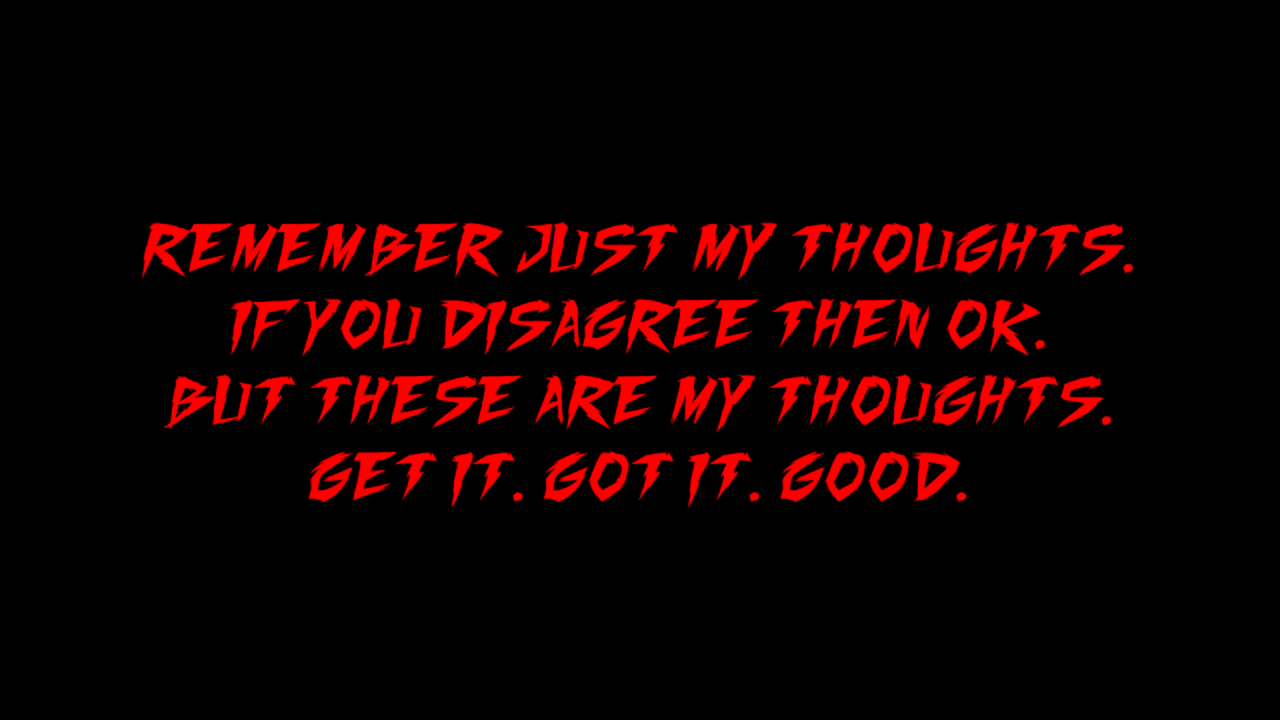 REMEMBER JUST MY THOUGHTS.
IF YOU DISAGREE THEN OK.
BUT THESE ARE MY THOUGHTS.
GET IT. GOT IT. GOOD.